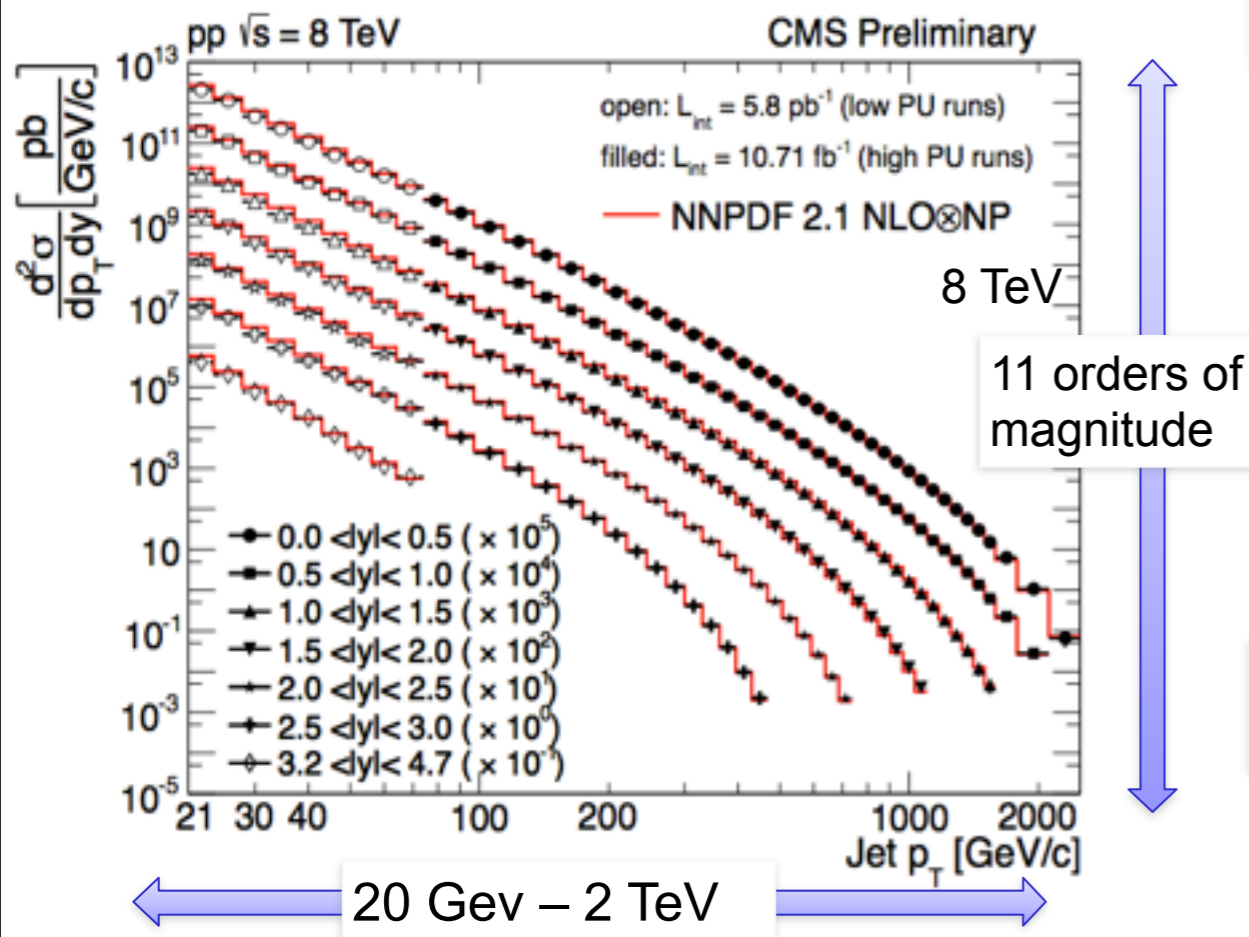 pp √s = 8 TeV CMS Preliminary
d²σ/dp_T dy [pb/GeV/c]
10¹³
10¹¹
10⁹
10⁷
10⁵
10³
10
10⁻¹
10⁻³
10⁻⁵
open: L_int = 5.8 pb⁻¹ (low PU runs)
filled: L_int = 10.71 fb⁻¹ (high PU runs)
NNPDF 2.1 NLO⊗NP
8 TeV
11 orders of
magnitude
0.0 <|y|< 0.5 ( × 10⁵)
0.5 <|y|< 1.0 ( × 10⁴)
1.0 <|y|< 1.5 ( × 10³)
1.5 <|y|< 2.0 ( × 10²)
2.0 <|y|< 2.5 ( × 10¹)
2.5 <|y|< 3.0 ( × 10⁰)
3.2 <|y|< 4.7 ( × 10⁻¹)
21 30 40 100 200 1000 2000
Jet p_T [GeV/c]
20 Gev – 2 TeV